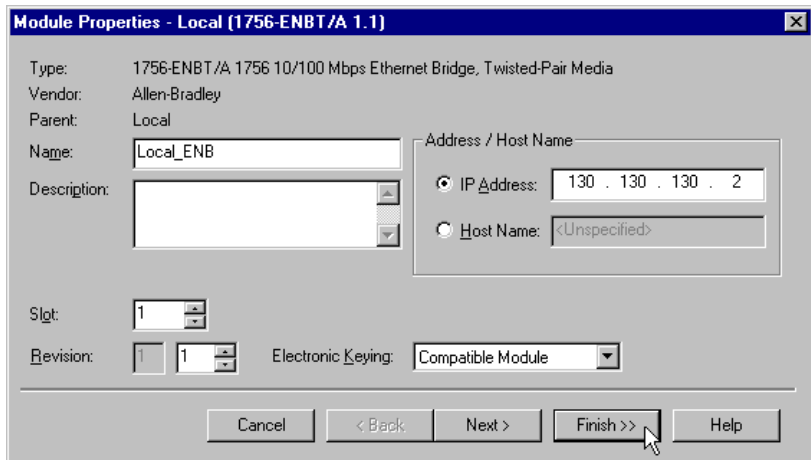 Module Properties - Local (1756-ENBT/A 1.1)
Type: 1756-ENBT/A 1756 10/100 Mbps Ethernet Bridge, Twisted-Pair Media
Vendor: Allen-Bradley
Parent: Local
Name: Local_ENB
Description:
Address / Host Name
IP Address: 130 . 130 . 130 . 2
Host Name: <Unspecified>
Slot: 1
Revision: 1 1 Electronic Keying: Compatible Module
Cancel < Back Next > Finish >> Help